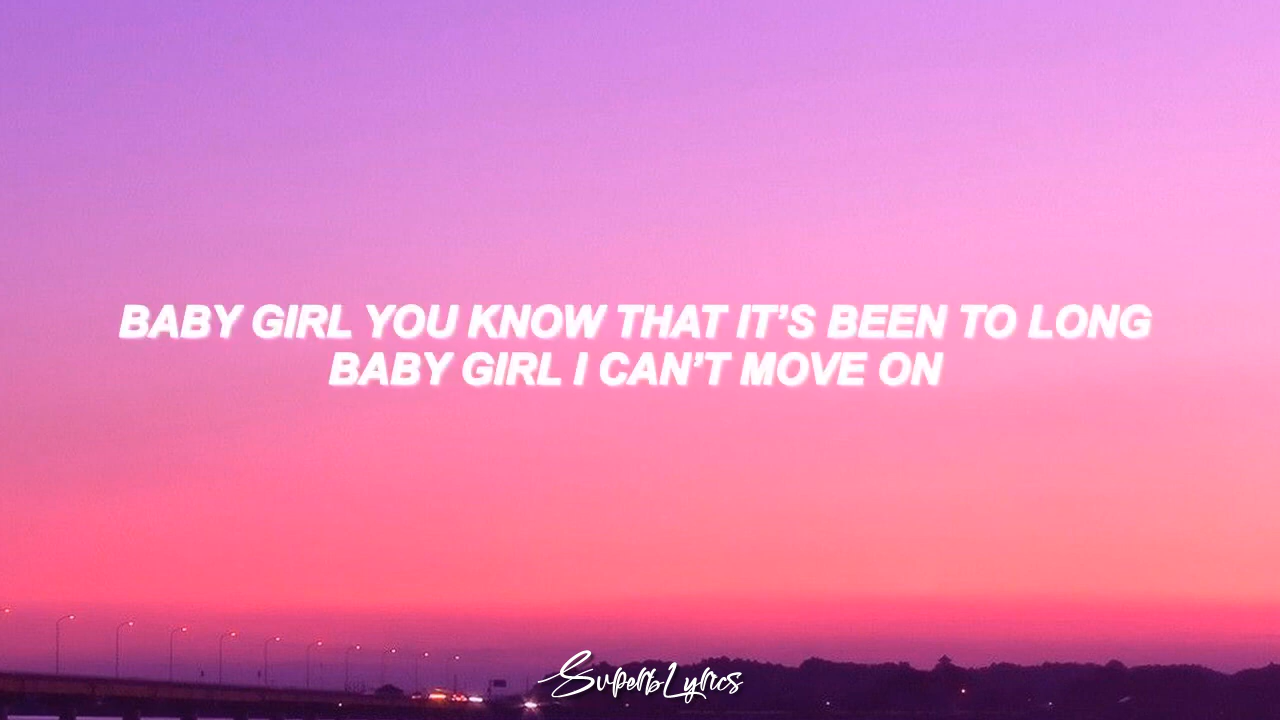 BABY GIRL YOU KNOW THAT IT’S BEEN TO LONG
BABY GIRL I CAN’T MOVE ON
SuperbLyrics